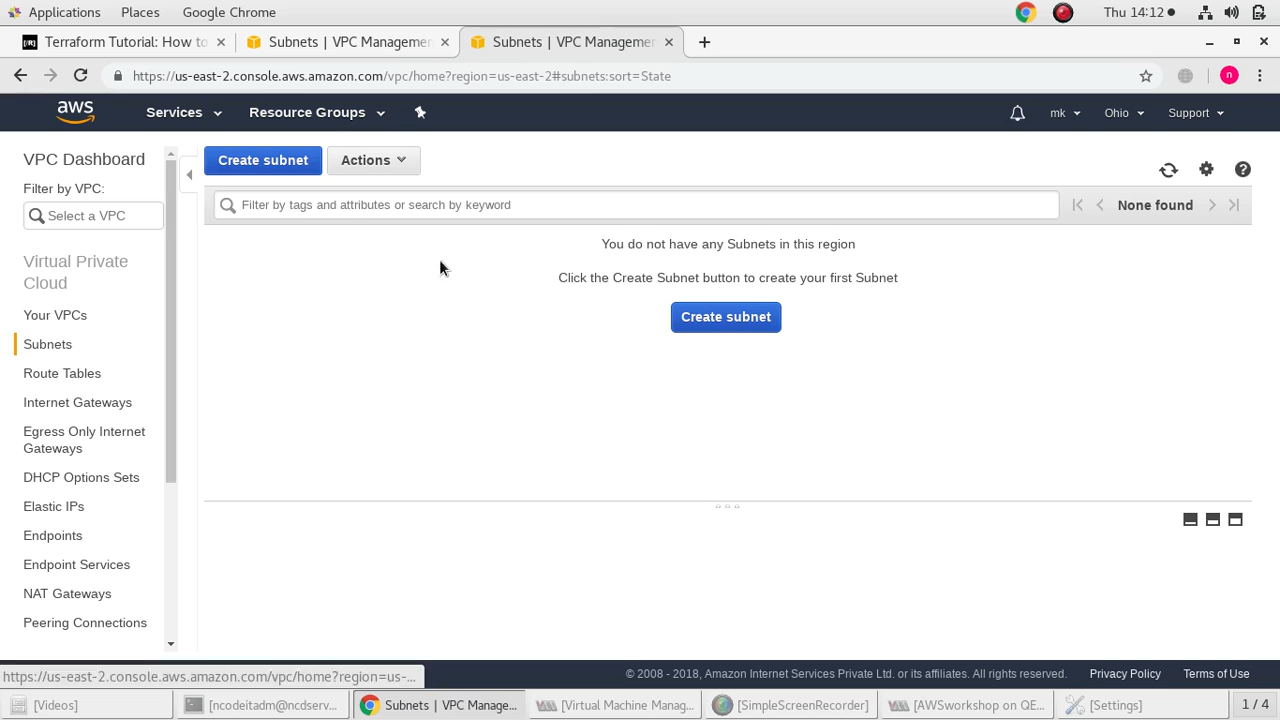 Applications Places Google Chrome Thu 14:12
[/R] Terraform Tutorial: How to Subnets | VPC Managemen Subnets | VPC Managemen
https://us-east-2.console.aws.amazon.com/vpc/home?region=us-east-2#subnets:sort=State n
aws Services Resource Groups mk Ohio Support
VPC Dashboard
Filter by VPC:
Select a VPC
Virtual Private
Cloud
Your VPCs
Subnets
Route Tables
Internet Gateways
Egress Only Internet
Gateways
DHCP Options Sets
Elastic IPs
Endpoints
Endpoint Services
NAT Gateways
Peering Connections
Create subnet Actions
Filter by tags and attributes or search by keyword None found
You do not have any Subnets in this region
Click the Create Subnet button to create your first Subnet
Create subnet
https://us-east-2.console.aws.amazon.com/vpc/home?region=us-... © 2008 - 2018, Amazon Internet Services Private Ltd. or its affiliates. All rights reserved. Privacy Policy Terms of Use
[Videos] [ncodeitadm@ncdserv... Subnets | VPC Manage... [Virtual Machine Manag... [SimpleScreenRecorder] [AWSworkshop on QE... [Settings] 1 / 4